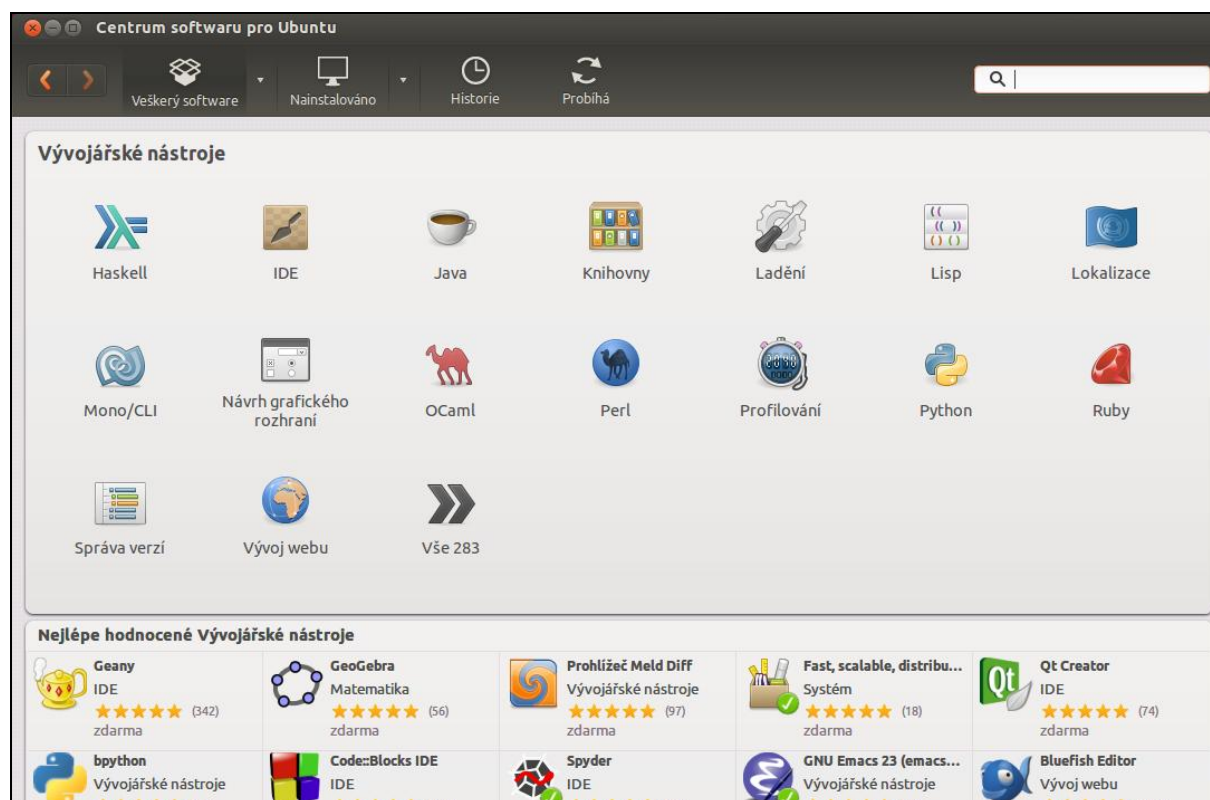 Centrum softwaru pro Ubuntu
Veškerý software
Nainstalováno
Historie
Probíhá
Vývojářské nástroje
Haskell
IDE
Java
Knihovny
Ladění
Lisp
Lokalizace
Mono/CLI
Návrh grafického
rozhraní
OCaml
Perl
Profilování
Python
Ruby
Správa verzí
Vývoj webu
Vše 283
Nejlépe hodnocené Vývojářské nástroje
Geany
IDE
(342)
zdarma
GeoGebra
Matematika
(56)
zdarma
Prohlížeč Meld Diff
Vývojářské nástroje
(97)
zdarma
Fast, scalable, distribu...
Systém
(18)
zdarma
Qt
Qt Creator
IDE
(74)
zdarma
bpython
Vývojářské nástroje
Code::Blocks IDE
IDE
Spyder
IDE
GNU Emacs 23 (emacs...
Vývojářské nástroje
Bluefish Editor
Vývoj webu